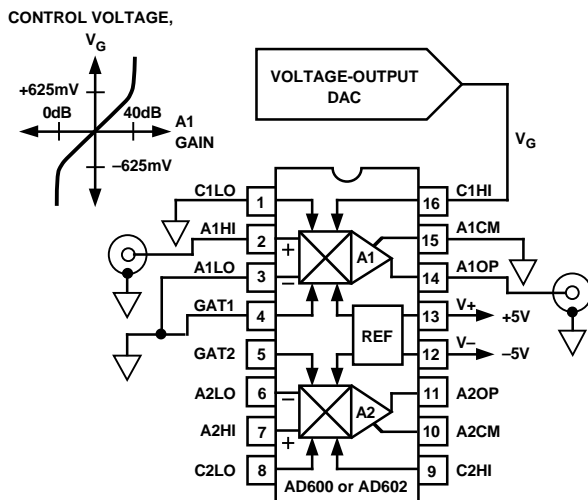 CONTROL VOLTAGE,
VG
+625mV
0dB
40dB
A1
GAIN
–625mV
VOLTAGE-OUTPUT
DAC
VG
C1LO
1
16
C1HI
A1HI
2
+
A1
15
A1CM
A1LO
3
–
14
A1OP
GAT1
4
REF
13
V+
+5V
GAT2
5
12
V–
–5V
A2LO
6
–
A2
11
A2OP
A2HI
7
+
10
A2CM
C2LO
8
9
C2HI
AD600 or AD602